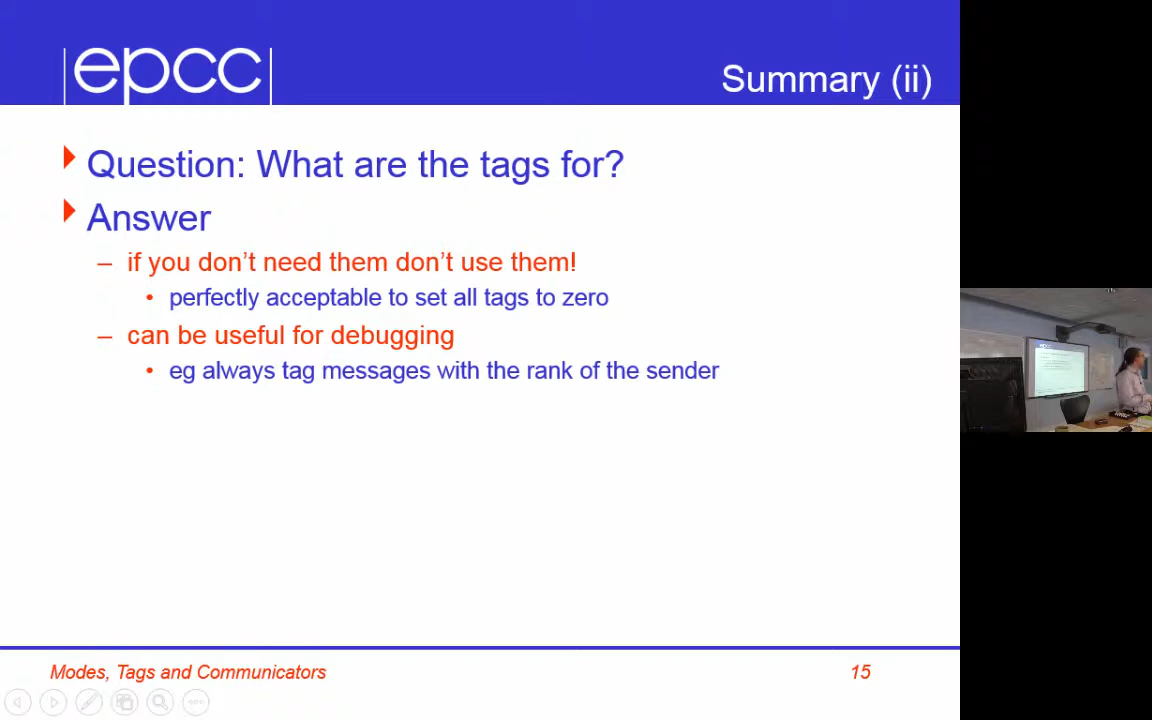 epcc
Summary (ii)
Question: What are the tags for?
Answer
– if you don’t need them don’t use them!
• perfectly acceptable to set all tags to zero
– can be useful for debugging
• eg always tag messages with the rank of the sender
Modes, Tags and Communicators
15
epcc